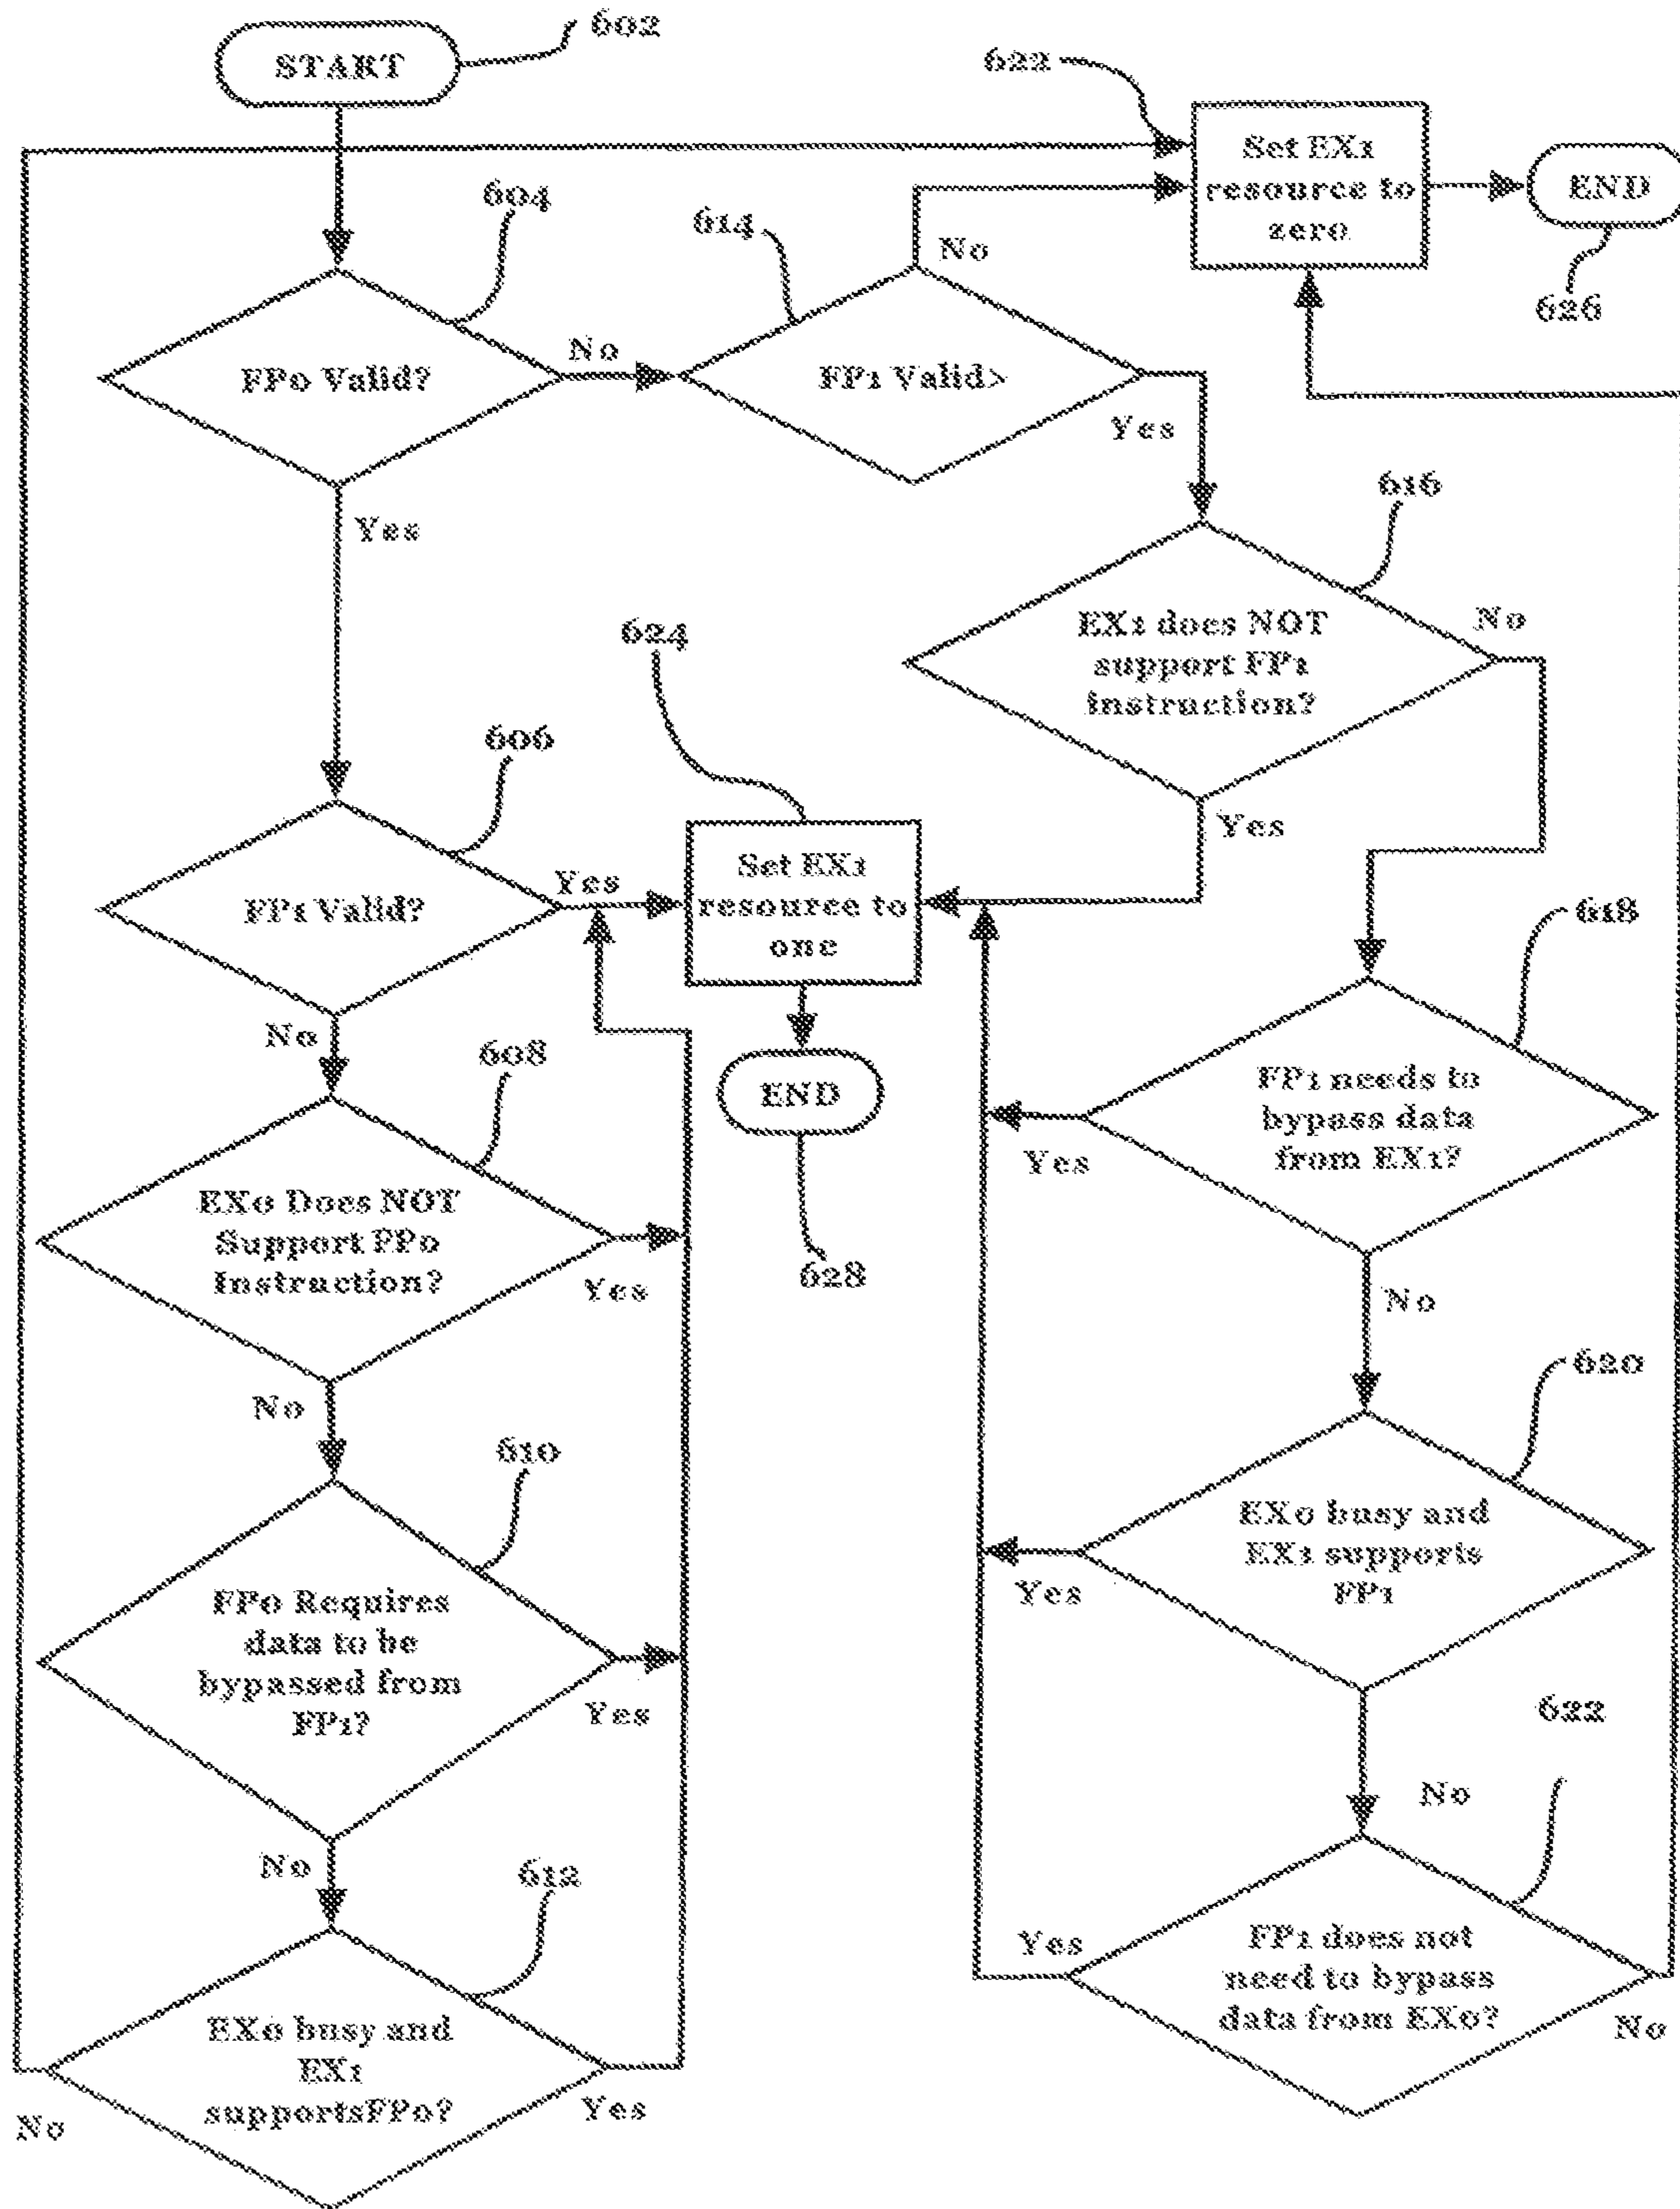 START
602
622
Set EX1
resource to
zero
END
626
604
614
No
FP0 Valid?
No
FP1 Valid>
Yes
Yes
616
EX1 does NOT
support FP1
instruction?
No
Yes
624
606
FP1 Valid?
Yes
Set EX1
resource to
one
618
No
608
END
FP1 needs to
bypass data
from EX1?
Yes
EX0 Does NOT
Support FP0
Instruction?
Yes
628
No
No
620
610
EX0 busy and
EX1 supports
FP1
Yes
FP0 Requires
data to be
bypassed from
FP1?
Yes
622
No
No
612
Yes
FP1 does not
need to bypass
data from EX0?
No
EX0 busy and
EX1
supportsFP0?
No
Yes